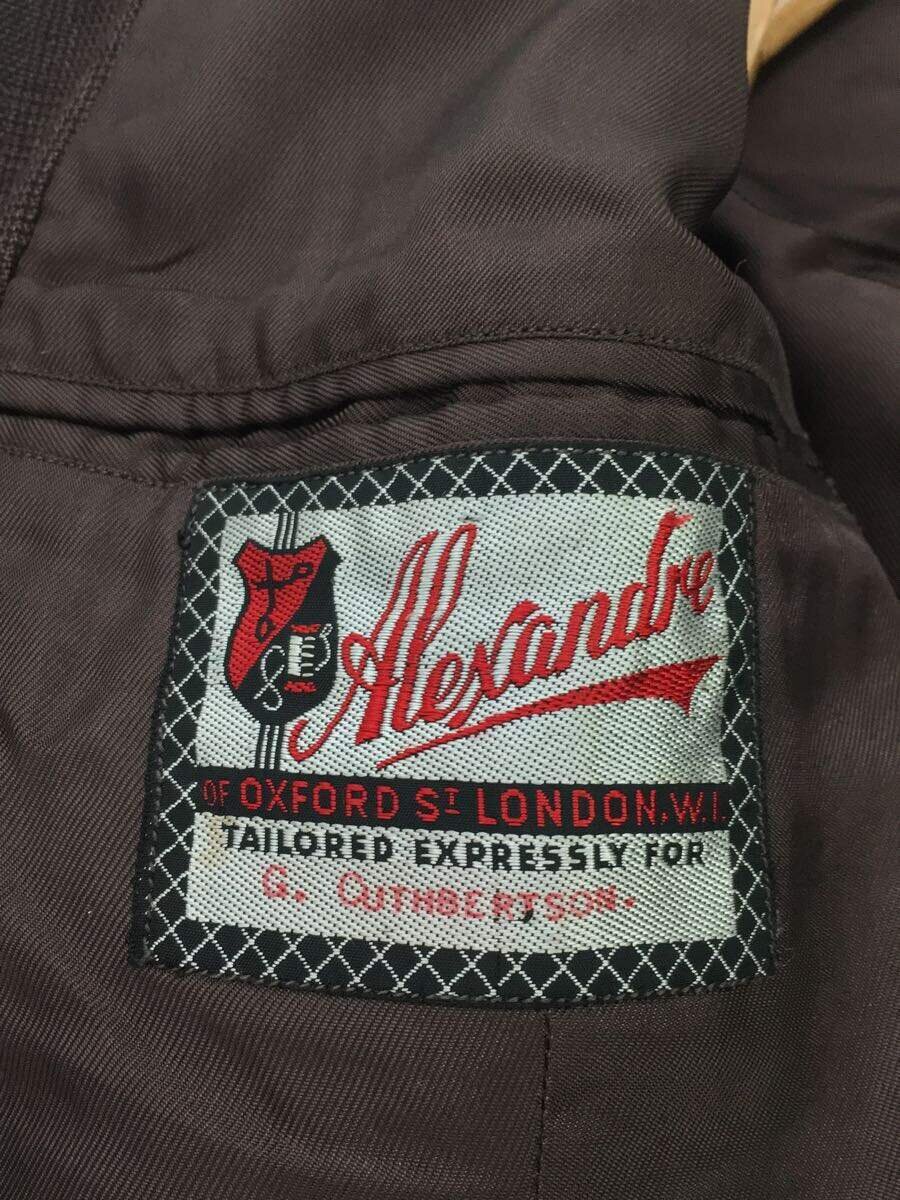 Alexandre
OF OXFORD ST LONDON.W.1.
TAILORED EXPRESSLY FOR
G. CUTHBERTSON.